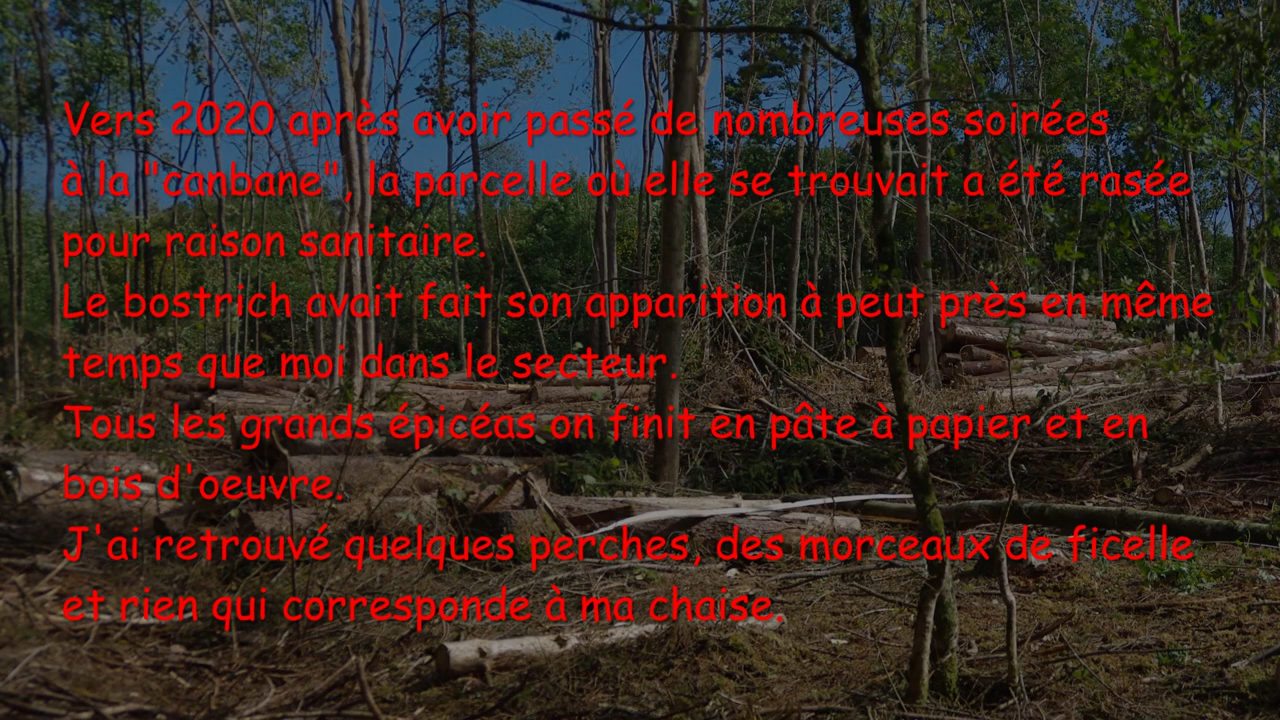 Vers 2020 après avoir passé de nombreuses soirées
à la "canbane", la parcelle où elle se trouvait a été rasée
pour raison sanitaire.
Le bostrich avait fait son apparition à peut près en même
temps que moi dans le secteur.
Tous les grands épicéas on finit en pâte à papier et en
bois d'oeuvre.
J'ai retrouvé quelques perches, des morceaux de ficelle
et rien qui corresponde à ma chaise.